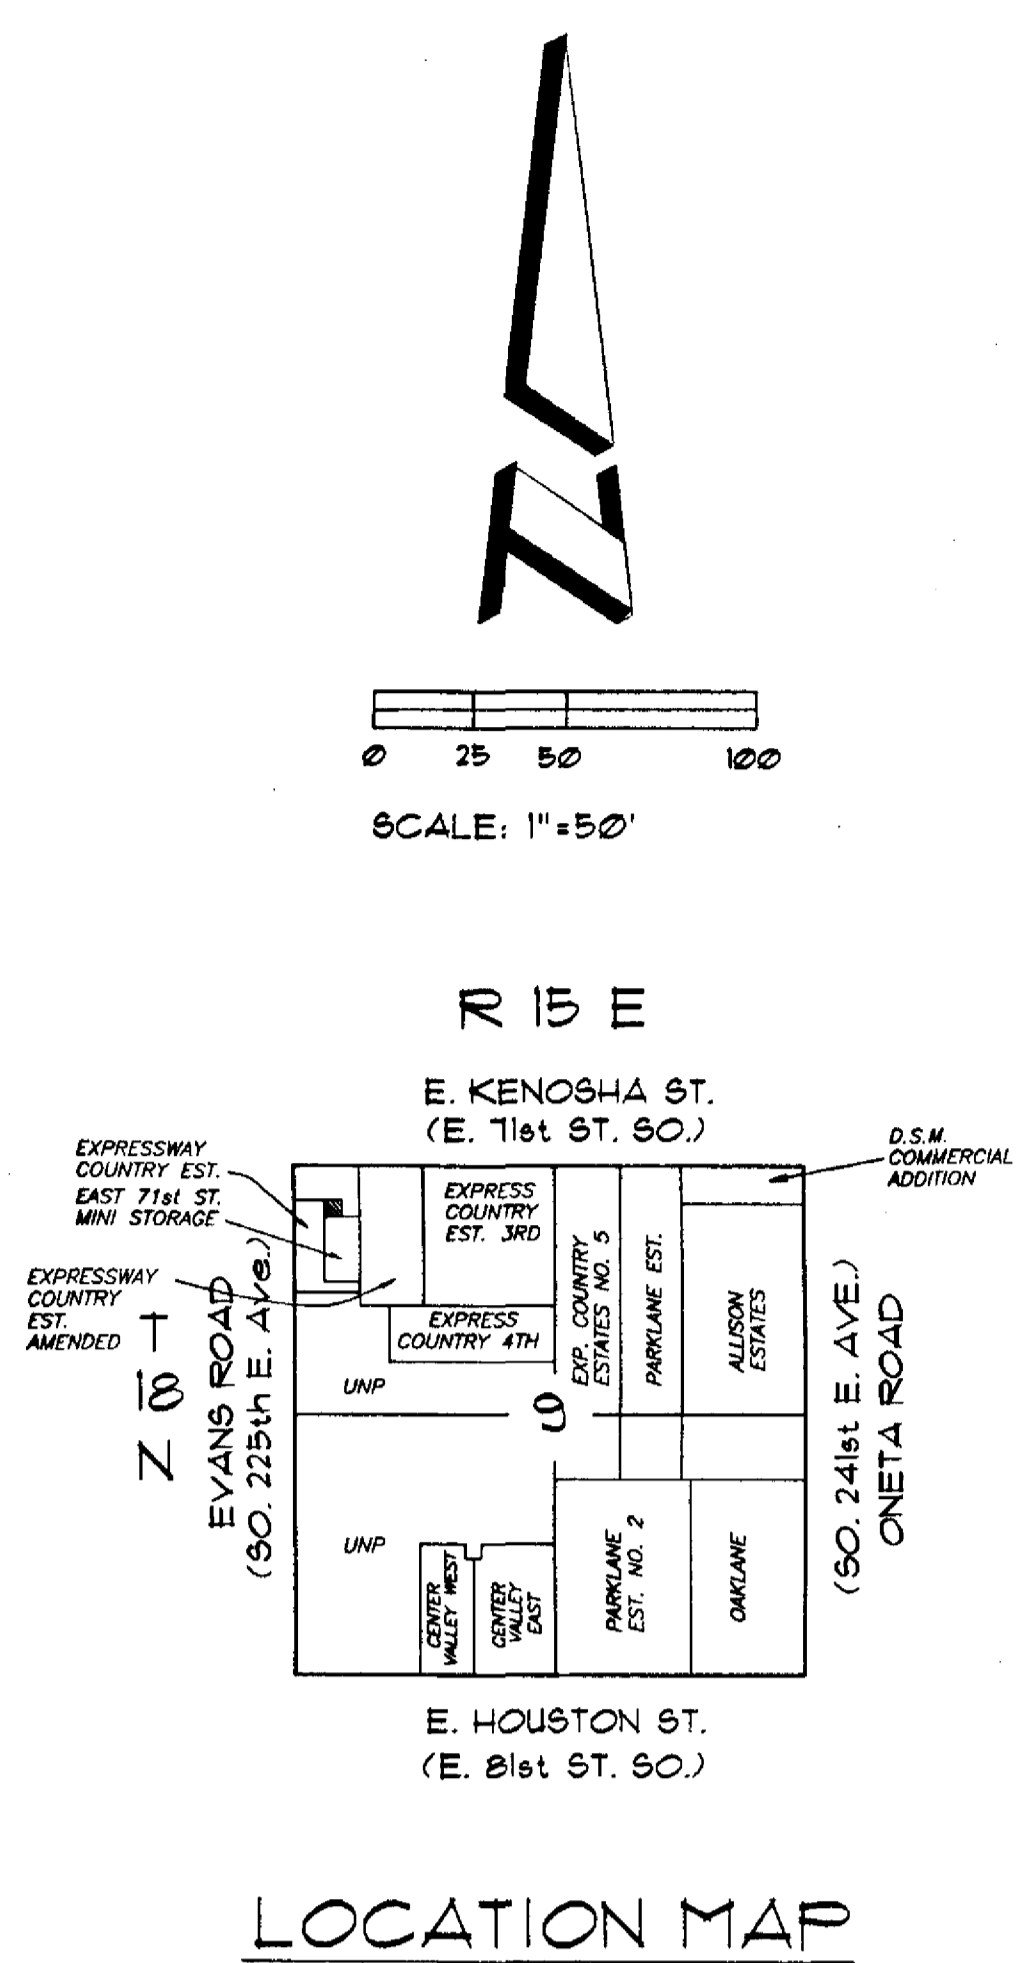 0 25 50 100
SCALE: 1"=50'
R 15 E
E. KENOSHA ST.
(E. 71st ST. SO.)
EXPRESSWAY
COUNTRY EST.
EAST 71st ST.
MINI STORAGE
EXPRESSWAY
COUNTRY
EST.
AMENDED
D.S.M.
COMMERCIAL
ADDITION
T 18 N
EVANS ROAD
(SO. 225th E. Ave.)
EXPRESS
COUNTRY
EST. 3RD
EXPRESS
COUNTRY 4TH
UNP
EXP. COUNTRY
ESTATES NO. 5
PARKLANE EST.
ALLISON
ESTATES
UNP
CENTER
VALLEY WEST
CENTER
VALLEY
EAST
PARKLANE
EST. NO. 2
OAKLANE
(SO. 241st E. AVE.)
ONETA ROAD
E. HOUSTON ST.
(E. 81st ST. SO.)
LOCATION MAP